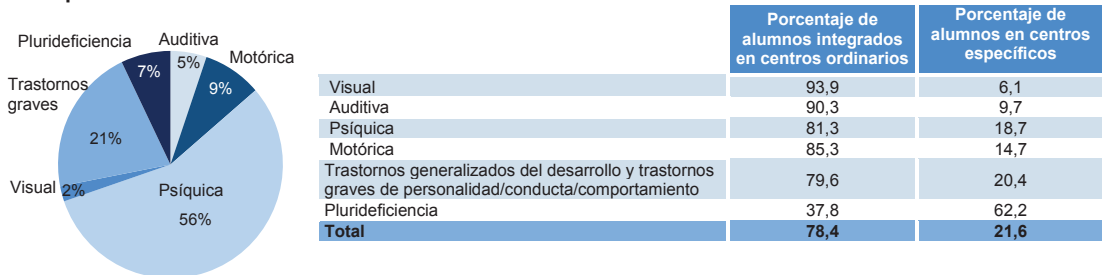 Plurideficiencia
Auditiva
Motórica
Trastornos
graves
Visual
Psíquica
7%
5%
9%
21%
2%
56%
Porcentaje de
alumnos integrados
en centros ordinarios
Porcentaje de
alumnos en centros
específicos
Visual 93,9 6,1
Auditiva 90,3 9,7
Psíquica 81,3 18,7
Motórica 85,3 14,7
Trastornos generalizados del desarrollo y trastornos
graves de personalidad/conducta/comportamiento 79,6 20,4
Plurideficiencia 37,8 62,2
Total 78,4 21,6